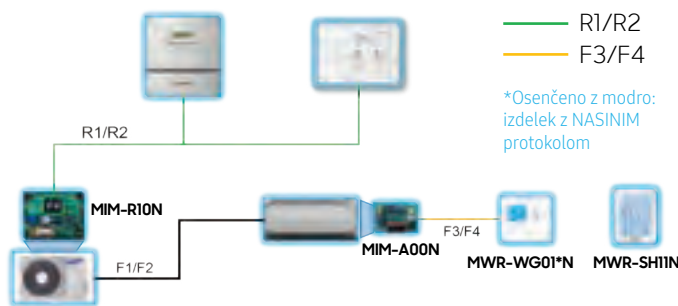 R1/R2
F3/F4
*Osenčeno z modro:
izdelek z NASINIM
protokolom
R1/R2
MIM-R10N
F1/F2
MIM-A00N
F3/F4
MWR-WG01*N
MWR-SH11N